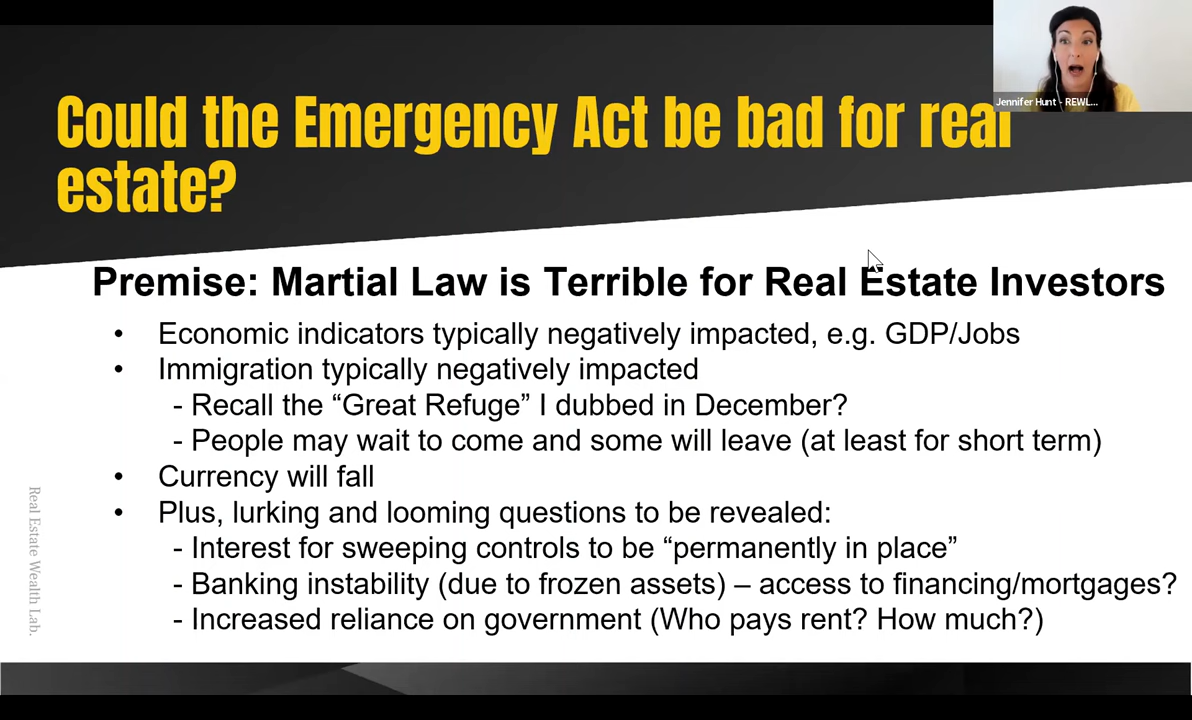 Could the Emergency Act be bad for real
estate?
Jennifer Hunt - REWL...
Premise: Martial Law is Terrible for Real Estate Investors
• Economic indicators typically negatively impacted, e.g. GDP/Jobs
• Immigration typically negatively impacted
- Recall the “Great Refuge” I dubbed in December?
- People may wait to come and some will leave (at least for short term)
• Currency will fall
• Plus, lurking and looming questions to be revealed:
- Interest for sweeping controls to be “permanently in place”
- Banking instability (due to frozen assets) – access to financing/mortgages?
- Increased reliance on government (Who pays rent? How much?)
Real Estate Wealth Lab.